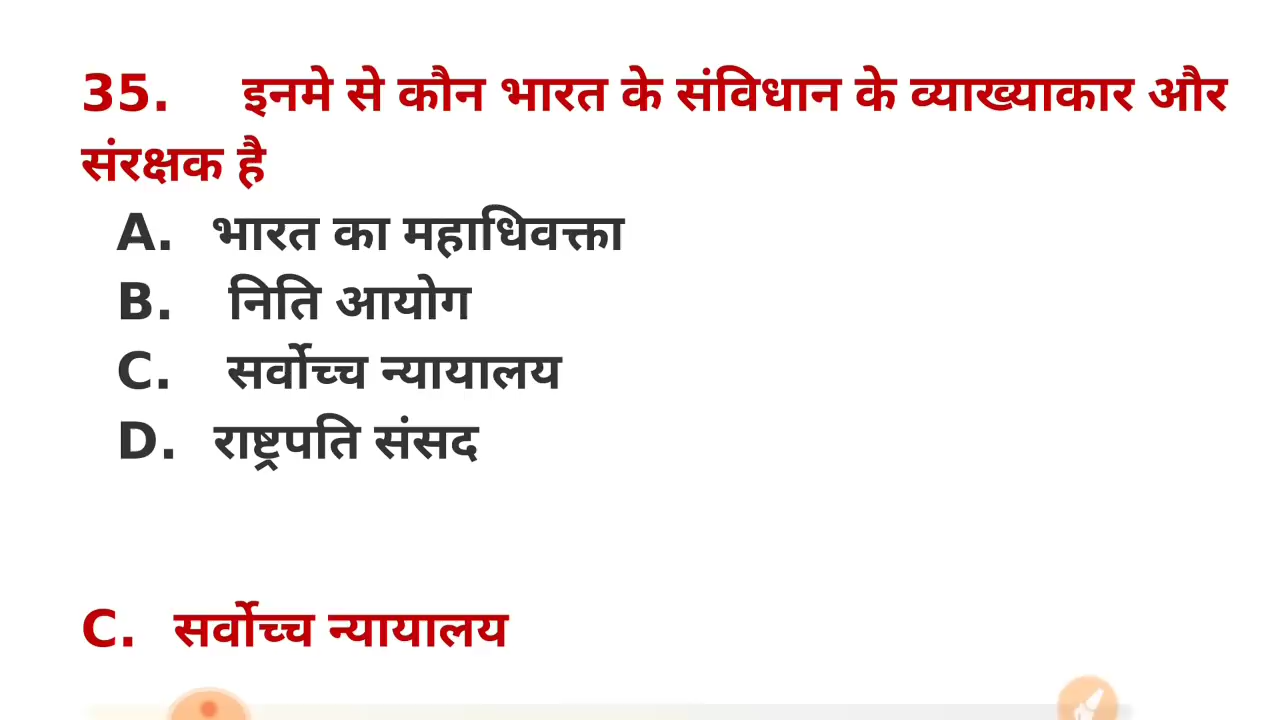 35. इनमे से कौन भारत के संविधान के व्याख्याकार और
संरक्षक है
A. भारत का महाधिवक्ता
B. निति आयोग
C. सर्वोच्च न्यायालय
D. राष्ट्रपति संसद
C. सर्वोच्च न्यायालय